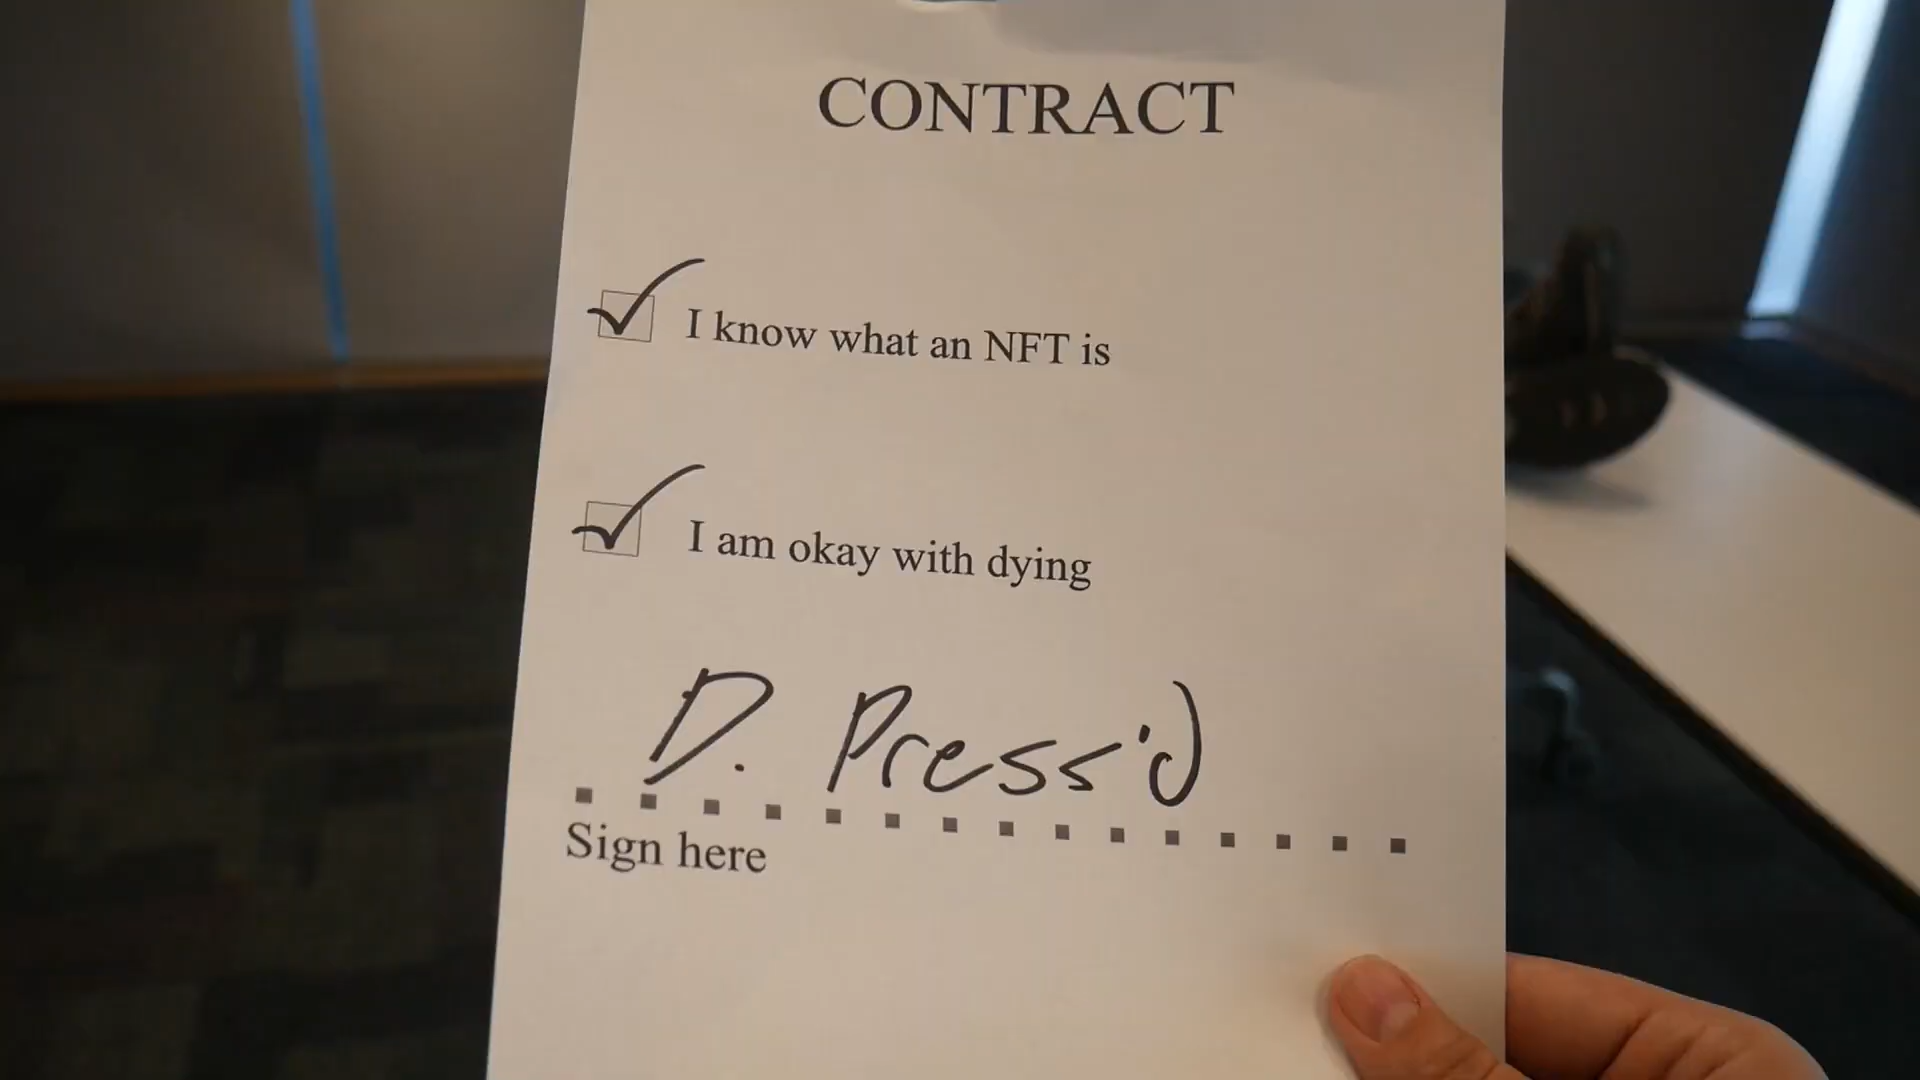 CONTRACT
I know what an NFT is
I am okay with dying
D. Press'd
Sign here